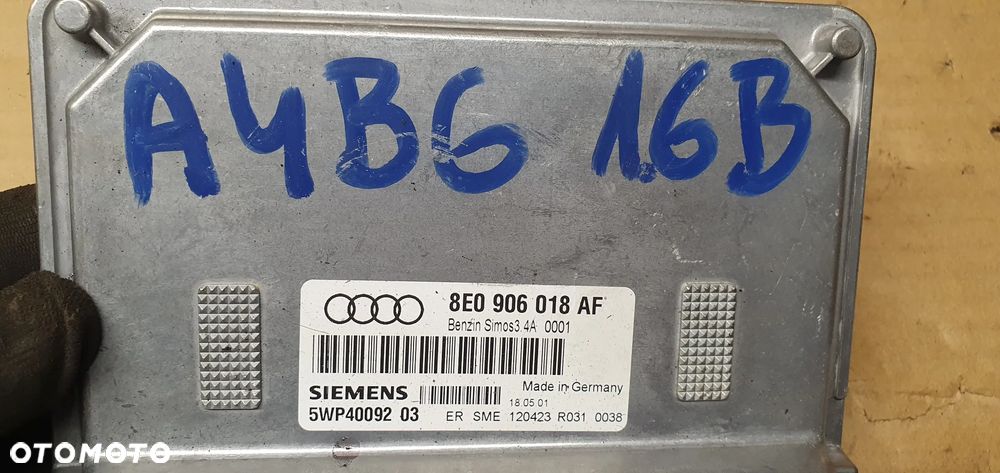 A4B6 1.6B
8E0 906 018 AF
Benzin Simos3.4A 0001
SIEMENS
Made in Germany
18.05.01
5WP40092 03 ER SME 120423 R031 0038
OTOMOTO